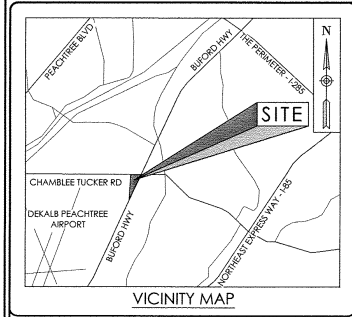 PEACHTREE BLVD
BUFORD HWY
THE PERIMETER - I-285
N
SITE
CHAMBLEE TUCKER RD
DEKALB PEACHTREE
AIRPORT
BUFORD HWY
NORTHEAST EXPRESS WAY - I-85
VICINITY MAP